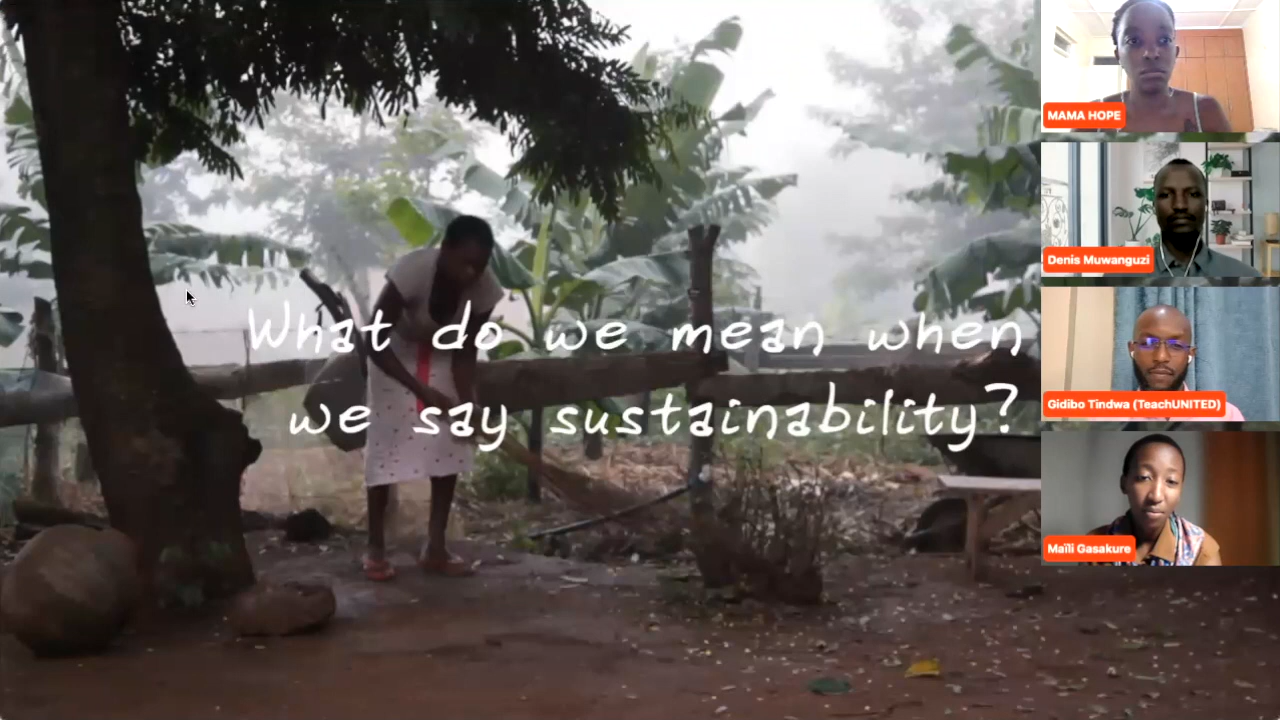 What do we mean when
we say sustainability?
MAMA HOPE
Denis Muwanguzi
Gidibo Tindwa (TeachUNITED)
Maïli Gasakure